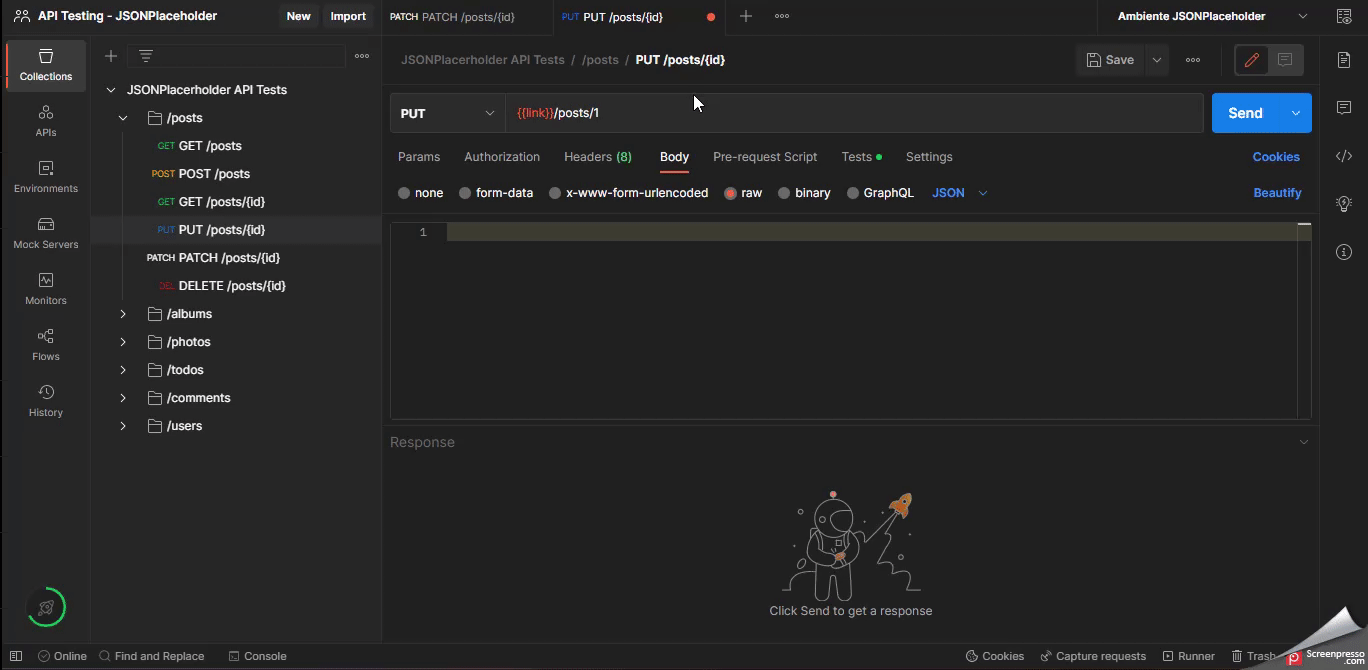 API Testing - JSONPlaceholder
New
Import
PATCH PATCH /posts/{id}
PUT PUT /posts/{id}
Ambiente JSONPlaceholder
Collections
APIs
Environments
Mock Servers
Monitors
Flows
History
JSONPlacerholder API Tests
/posts
GET GET /posts
POST POST /posts
GET GET /posts/{id}
PUT PUT /posts/{id}
PATCH PATCH /posts/{id}
DEL DELETE /posts/{id}
/albums
/photos
/todos
/comments
/users
JSONPlacerholder API Tests / /posts / PUT /posts/{id}
Save
PUT
{{link}}/posts/1
Send
Params Authorization Headers (8) Body Pre-request Script Tests Settings
Cookies
none form-data x-www-form-urlencoded raw binary GraphQL JSON
Beautify
1
Response
Click Send to get a response
Online
Find and Replace
Console
Cookies
Capture requests
Runner
Trash
Screenpresso
.com